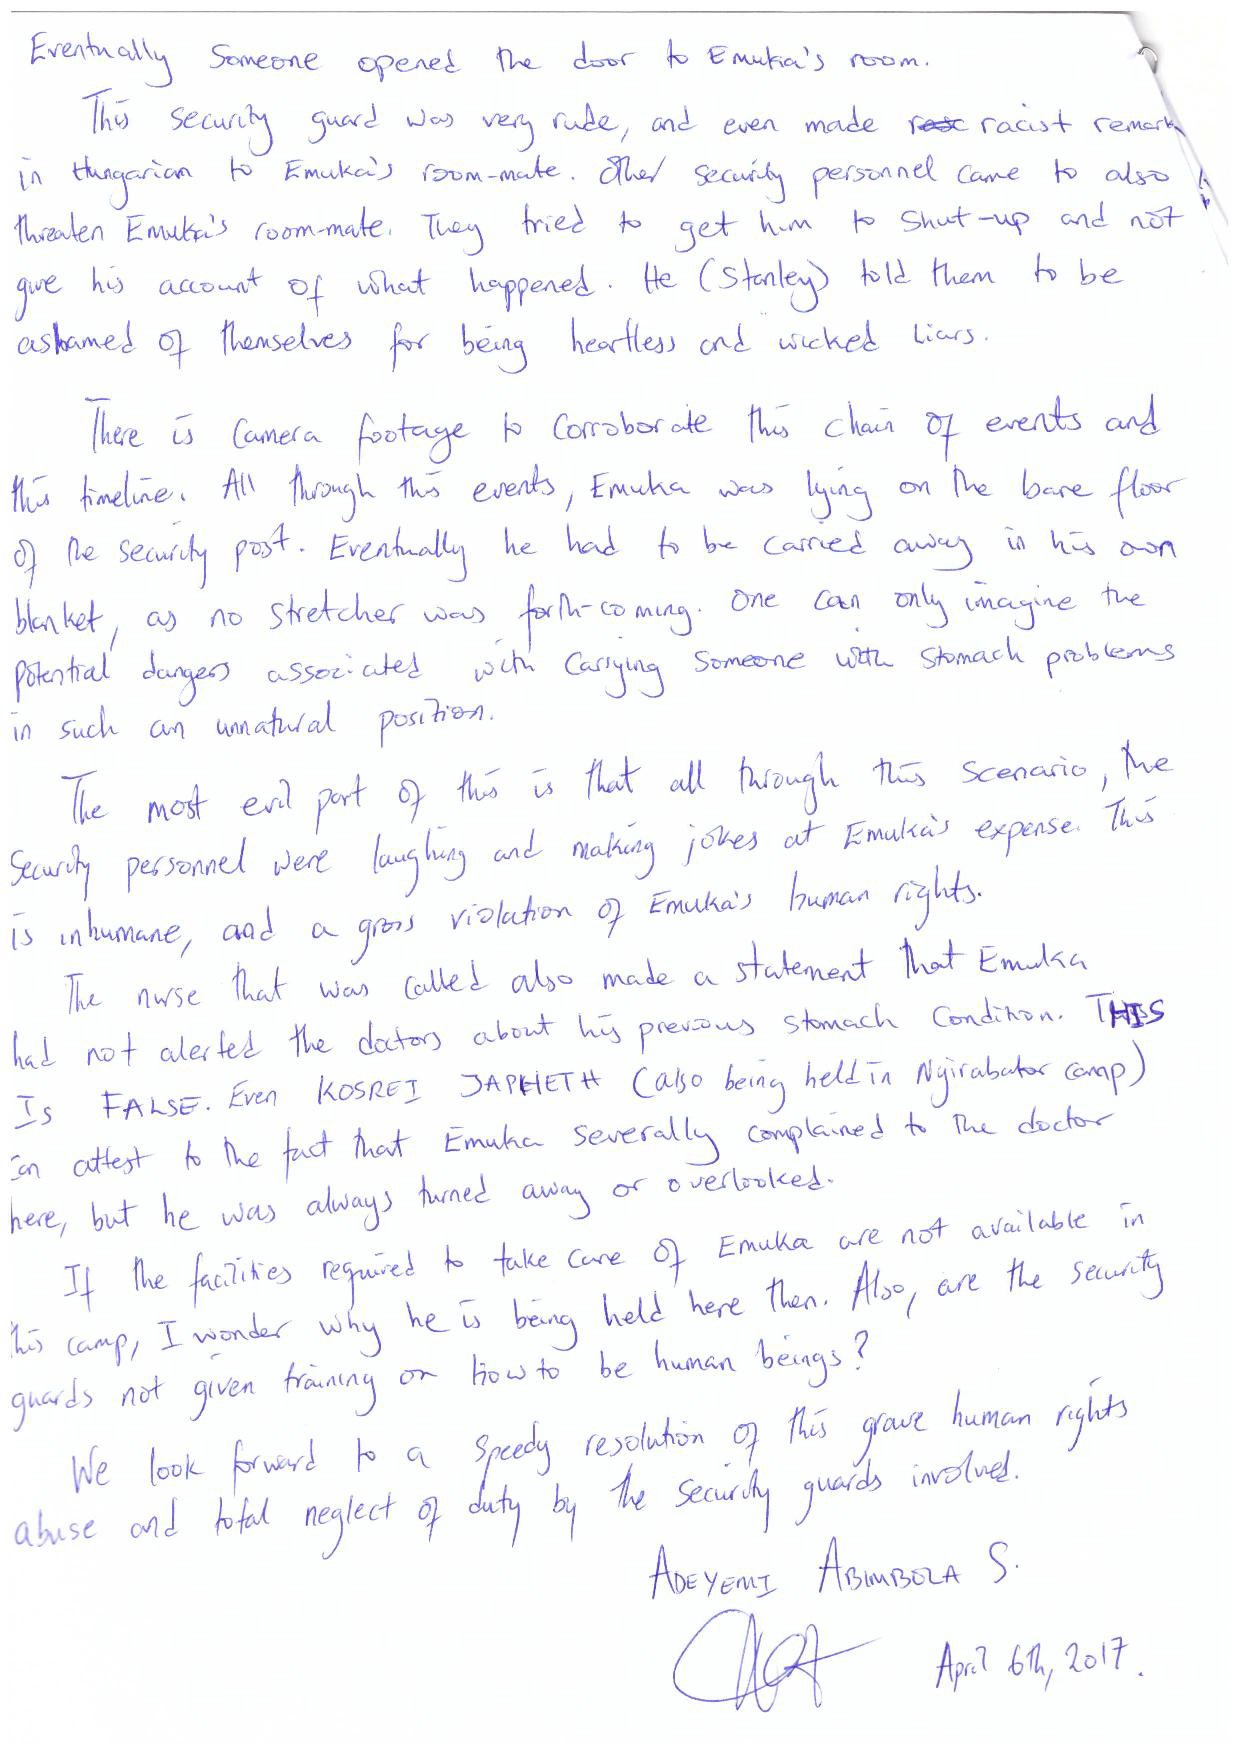 Eventually Someone opened the door to Emuka's room.
This security guard was very rude, and even made racist remark
in Hungarian to Emuka's room-mate. Other security personnel came to also
threaten Emuka's room-mate. They tried to get him to Shut-up and not
give his account of what happened. He (Stanley) told them to be
ashamed of themselves for being heartless and wicked liars.
There is Camera footage to Corroborate this chain of events and
this timeline. All through this events, Emuka was lying on the bare floor
of the security post. Eventually he had to be carried away in his own
blanket, as no stretcher was forth-coming. One can only imagine the
potential dangers associated with Carrying Someone with Stomach problems
in such an unnatural position.
The most evil part of this is that all through this Scenario, the
Security personnel were laughing and making jokes at Emuka's expense. This
is inhumane, and a gross violation of Emuka's human rights.
The nurse that was called also made a statement that Emuka
had not alerted the doctors about his previous stomach Condition. THIS
Is FALSE. Even KOSREI JAPHETH (also being held in Nyirabator camp)
can attest to the fact that Emuka severally complained to the doctor
here, but he was always turned away or overlooked.
If the facilities required to take care of Emuka are not available in
this camp, I wonder why he is being held here then. Also, are the security
guards not given training on how to be human beings?
We look forward to a speedy resolution of this grave human rights
abuse and total neglect of duty by the security guards involved.
ADEYEMI ABIMBOLA S.
April 6th, 2017.